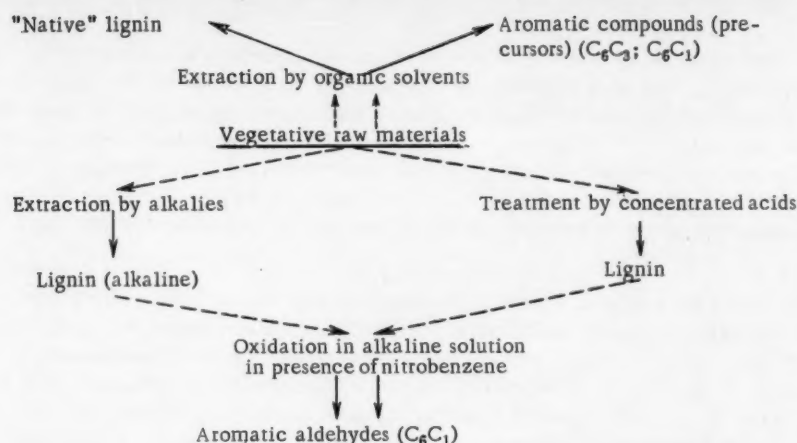 "Native" lignin
Aromatic compounds (pre-
cursors) (C₆C₃; C₆C₁)
Extraction by organic solvents
Vegetative raw materials
Extraction by alkalies
Treatment by concentrated acids
Lignin (alkaline)
Lignin
Oxidation in alkaline solution
in presence of nitrobenzene
Aromatic aldehydes (C₆C₁)